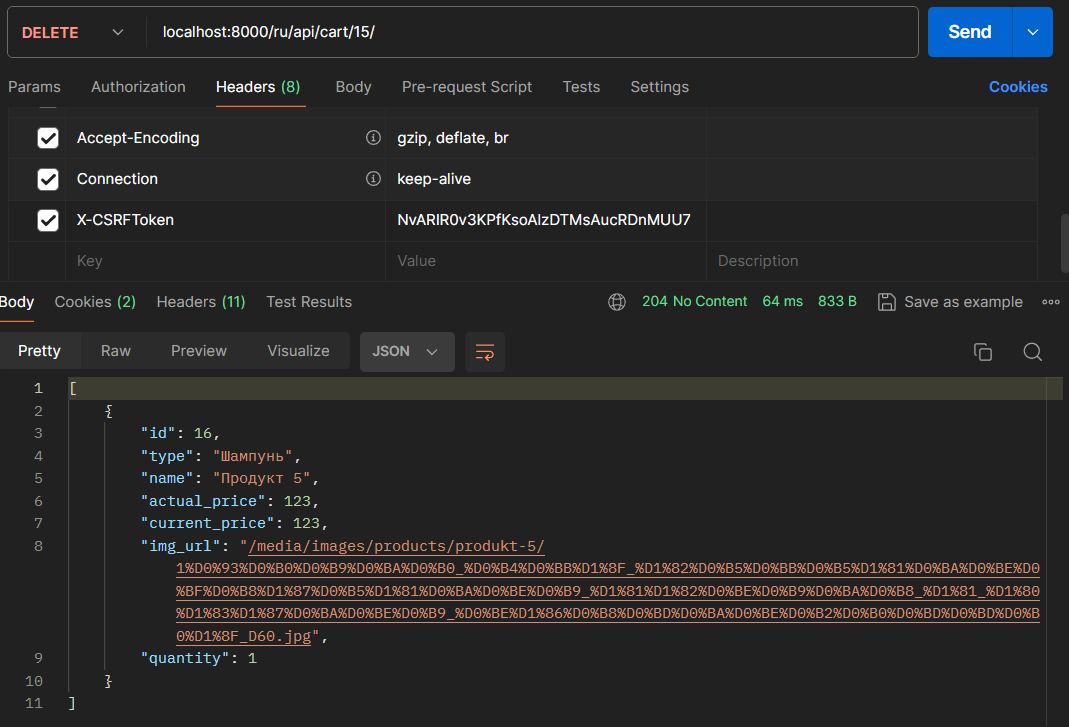 DELETE localhost:8000/ru/api/cart/15/ Send
Params Authorization Headers (8) Body Pre-request Script Tests Settings Cookies
Accept-Encoding gzip, deflate, br
Connection keep-alive
X-CSRFToken NvARlR0v3KPfKsoAlzDTMsAucRDnMUU7
Key Value Description
Body Cookies (2) Headers (11) Test Results 204 No Content 64 ms 833 B Save as example
Pretty Raw Preview Visualize JSON
1 [
2 {
3 "id": 16,
4 "type": "Шампунь",
5 "name": "Продукт 5",
6 "actual_price": 123,
7 "current_price": 123,
8 "img_url": "/media/images/products/produkt-5/
1%D0%93%D0%B0%D0%B9%D0%BA%D0%B0_%D0%B4%D0%BB%D1%8F_%D1%82%D0%B5%D0%BB%D0%B5%D1%81%D0%BA%D0%BE%D0
%BF%D0%B8%D1%87%D0%B5%D1%81%D0%BA%D0%BE%D0%B9_%D1%81%D1%82%D0%BE%D0%B9%D0%BA%D0%B8_%D1%81_%D1%80
%D1%83%D1%87%D0%BA%D0%BE%D0%B9_%D0%BE%D1%86%D0%B8%D0%BD%D0%BA%D0%BE%D0%B2%D0%B0%D0%BD%D0%BD%D0%B
0%D1%8F_D60.jpg",
9 "quantity": 1
10 }
11 ]